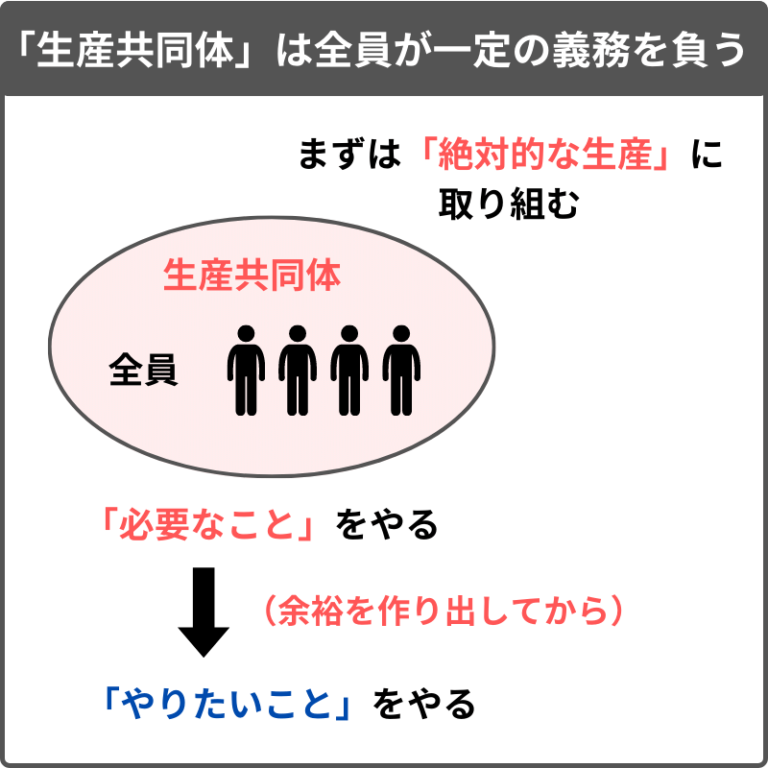 「生産共同体」は全員が一定の義務を負う
まずは「絶対的な生産」に
取り組む
生産共同体
全員
「必要なこと」をやる
（余裕を作り出してから）
「やりたいこと」をやる